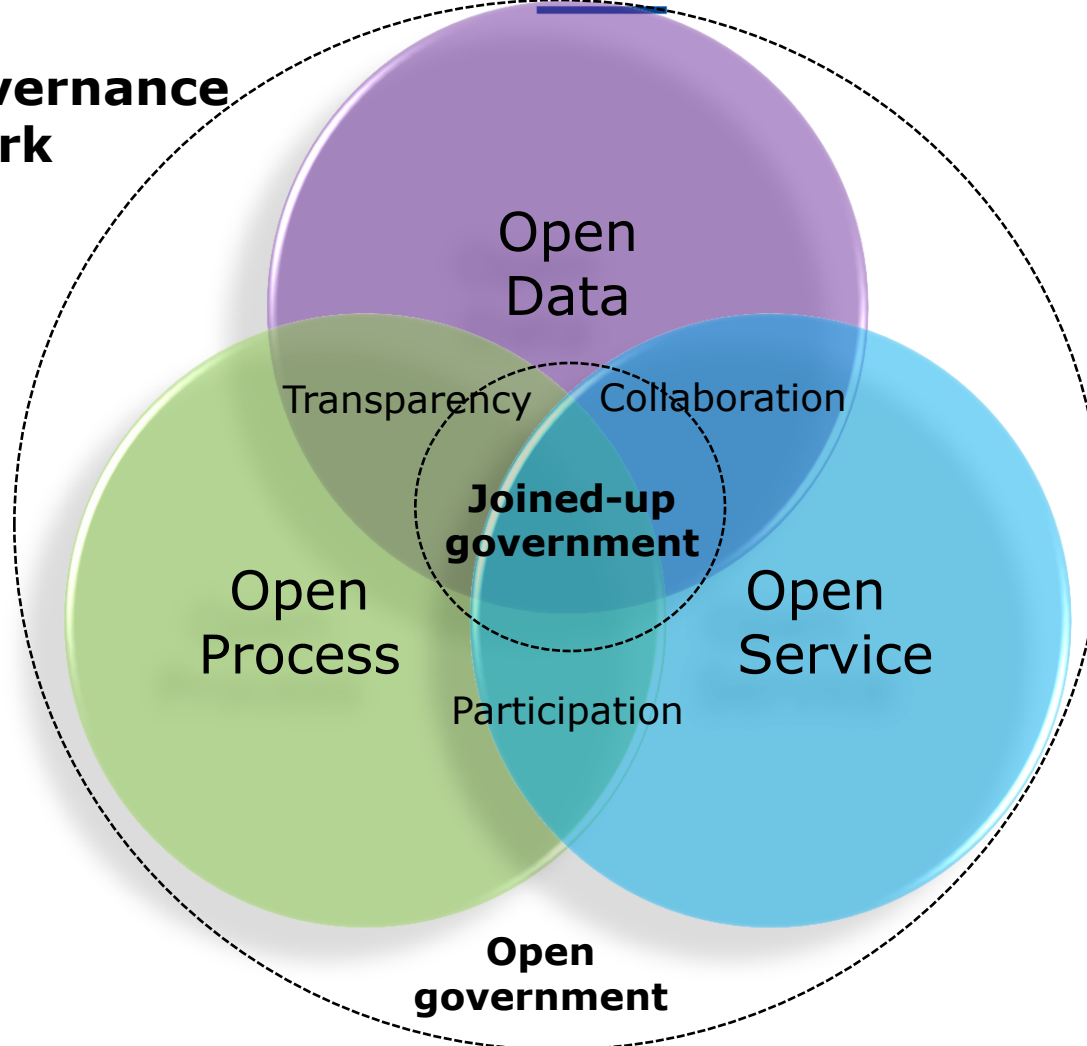 vernance
rk
Open
Data
Transparency
Collaboration
Joined-up
government
Open
Process
Open
Service
Participation
Open
government